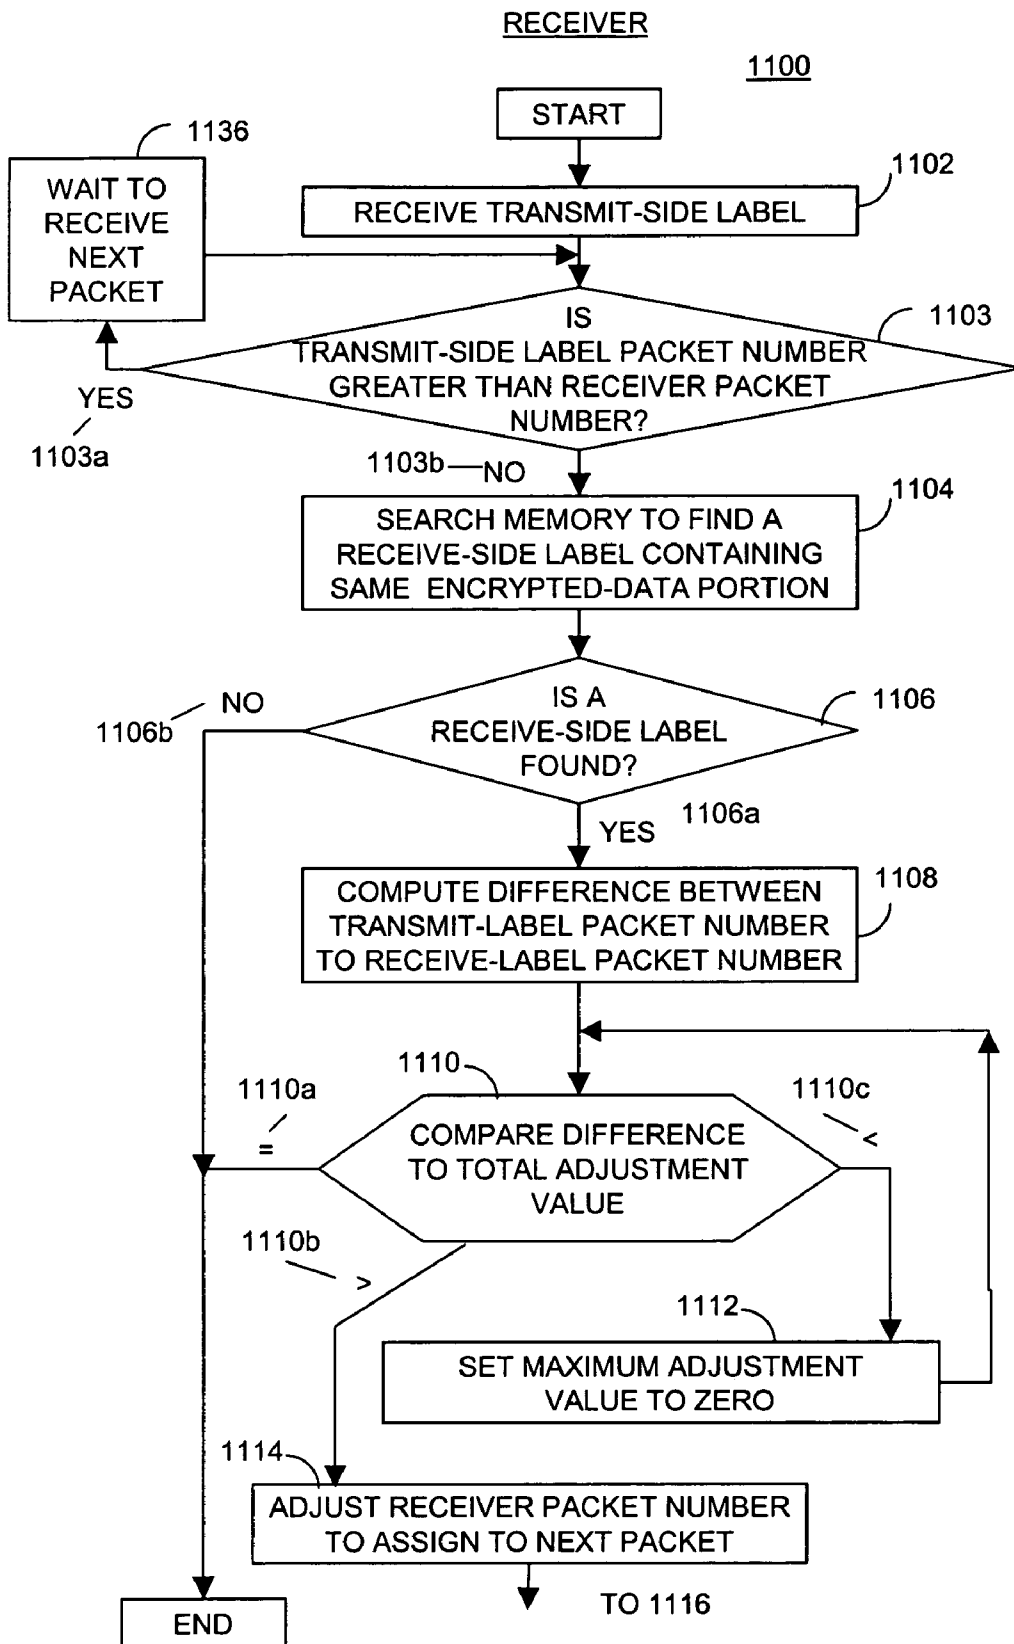 RECEIVER
1100
START
1136
WAIT TO
RECEIVE
NEXT
PACKET
1102
RECEIVE TRANSMIT-SIDE LABEL
1103
IS
TRANSMIT-SIDE LABEL PACKET NUMBER
GREATER THAN RECEIVER PACKET
NUMBER?
YES
1103a
1103b
NO
1104
SEARCH MEMORY TO FIND A
RECEIVE-SIDE LABEL CONTAINING
SAME ENCRYPTED-DATA PORTION
NO
1106b
1106
IS A
RECEIVE-SIDE LABEL
FOUND?
1106a
YES
1108
COMPUTE DIFFERENCE BETWEEN
TRANSMIT-LABEL PACKET NUMBER
TO RECEIVE-LABEL PACKET NUMBER
1110
1110a
=
1110c
<
COMPARE DIFFERENCE
TO TOTAL ADJUSTMENT
VALUE
1110b
>
1112
SET MAXIMUM ADJUSTMENT
VALUE TO ZERO
1114
ADJUST RECEIVER PACKET NUMBER
TO ASSIGN TO NEXT PACKET
TO 1116
END